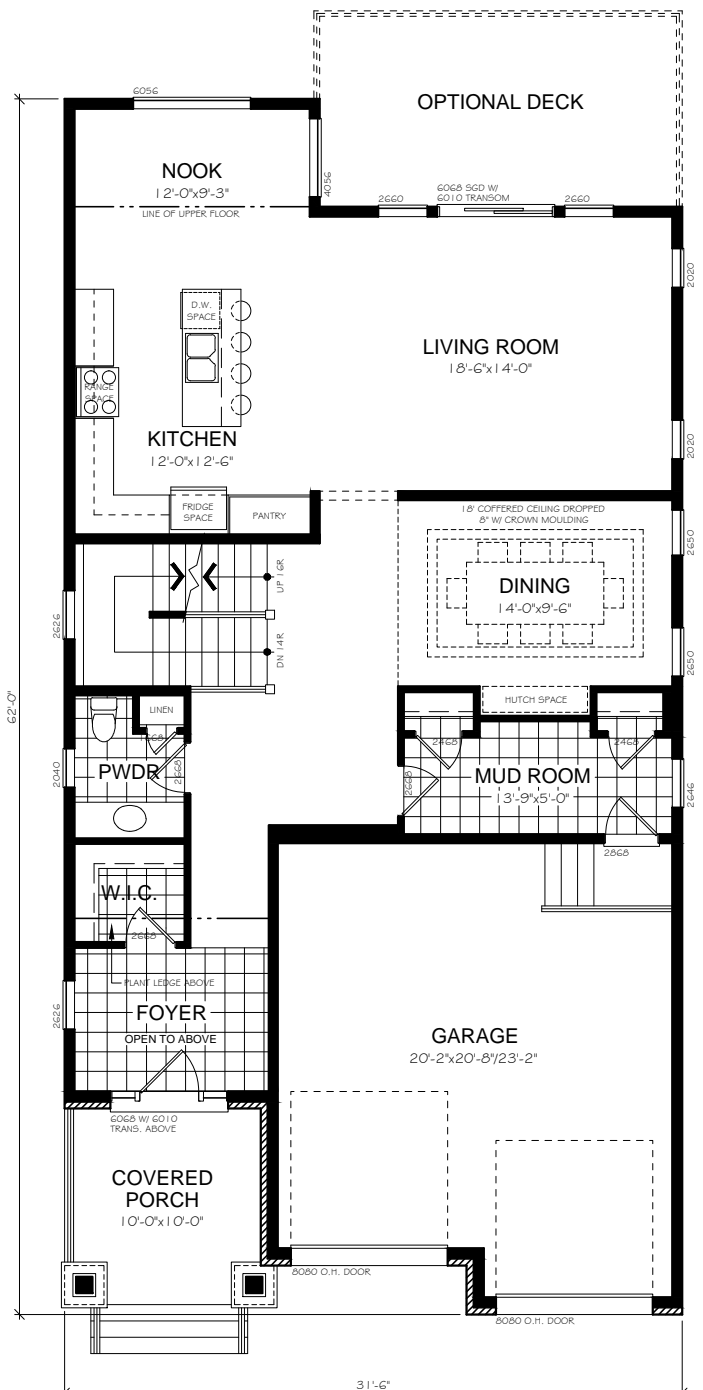 6056
OPTIONAL DECK
NOOK
12'-0"x9'-3"
LINE OF UPPER FLOOR
4056
2660
6068 SGD W/
6010 TRANSOM
2660
2020
D.W.
SPACE
LIVING ROOM
18'-6"x14'-0"
RANGE
SPACE
KITCHEN
12'-0"x12'-6"
2020
FRIDGE
SPACE
PANTRY
18' COFFERED CEILING DROPPED
8" W/ CROWN MOULDING
2650
UP 16R
DINING
14'-0"x9'-6"
2626
DN 14R
2650
62'-0"
LINEN
HUTCH SPACE
1668
2468
2468
PWDR
2668
2040
2668
MUD ROOM
13'-9"x5'-0"
2646
2868
W.I.C.
2668
PLANT LEDGE ABOVE
2626
FOYER
OPEN TO ABOVE
GARAGE
20'-2"x20'-8"/23'-2"
6068 W/ 6010
TRANS. ABOVE
COVERED
PORCH
10'-0"x10'-0"
8080 O.H. DOOR
8080 O.H. DOOR
31'-6"